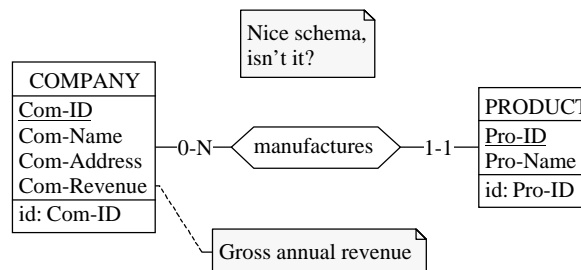 Nice schema,
isn't it?
COMPANY
Com-ID
Com-Name
Com-Address
Com-Revenue
id: Com-ID
0-N
manufactures
1-1
PRODUCT
Pro-ID
Pro-Name
id: Pro-ID
Gross annual revenue